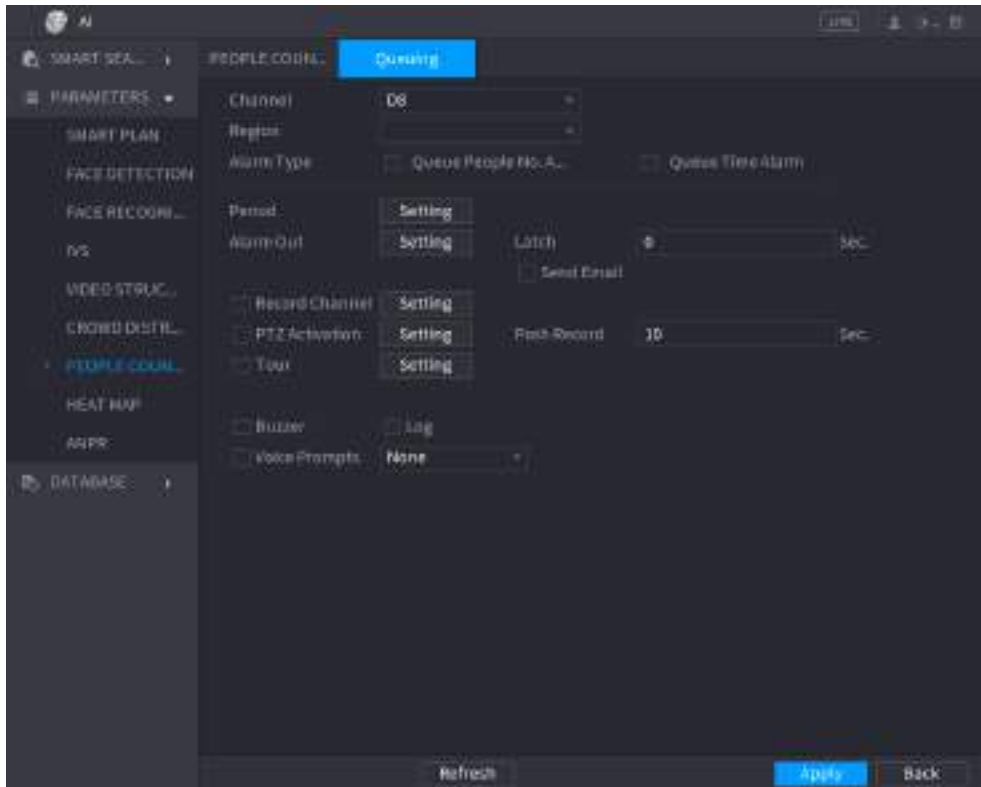 AI
LIVE
SMART SEA...
PEOPLE COUN...
Queuing
PARAMETERS
Channel
D8
SMART PLAN
Region
Alarm Type
Queue People No. A...
Queue Time Alarm
FACE DETECTION
FACE RECOGNI...
Period
Setting
Alarm Out
Setting
Latch
0
Sec.
IVS
Send Email
VIDEO STRUC...
Record Channel
Setting
CROWD DISTR...
PTZ Activation
Setting
Post-Record
10
Sec.
PEOPLE COUN...
Tour
Setting
HEAT MAP
Buzzer
Log
ANPR
Voice Prompts
None
DATABASE
Refresh
Apply
Back